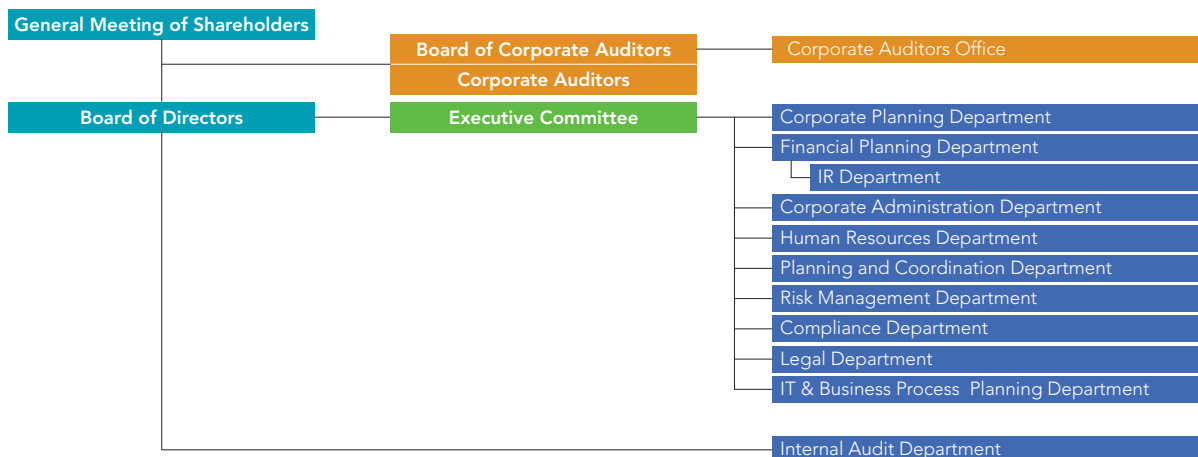 General Meeting of Shareholders
Board of Corporate Auditors
Corporate Auditors Office
Corporate Auditors
Board of Directors
Executive Committee
Corporate Planning Department
Financial Planning Department
IR Department
Corporate Administration Department
Human Resources Department
Planning and Coordination Department
Risk Management Department
Compliance Department
Legal Department
IT & Business Process Planning Department
Internal Audit Department